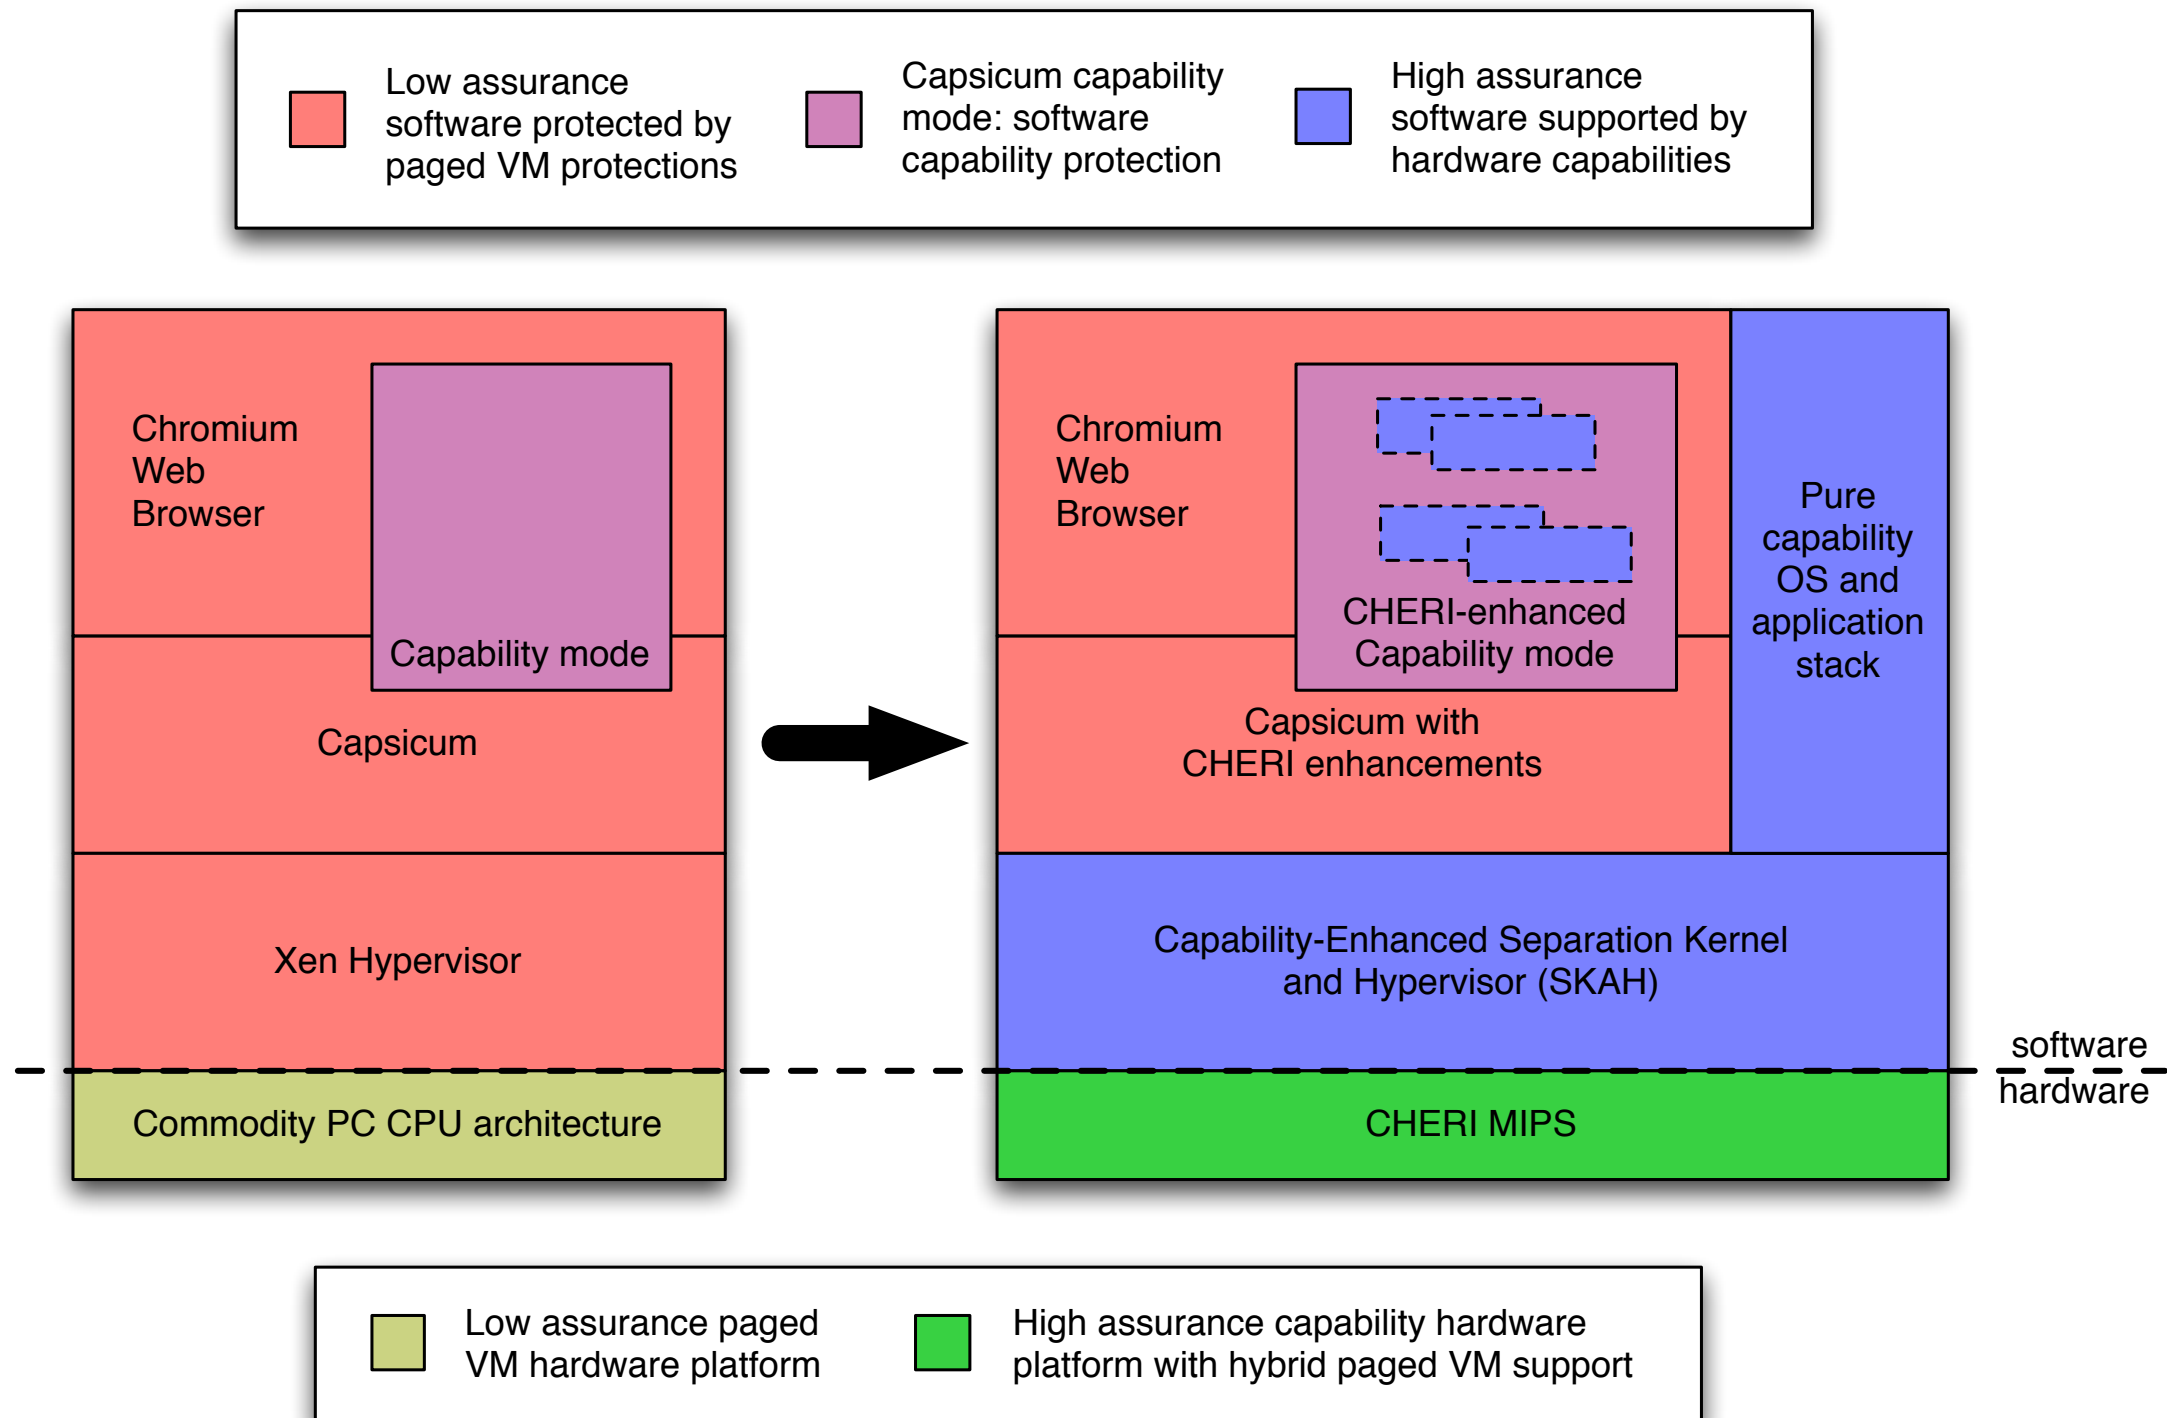 Low assurance
software protected by
paged VM protections
Capsicum capability
mode: software
capability protection
High assurance
software supported by
hardware capabilities
Chromium
Web
Browser
Capability mode
Capsicum
Xen Hypervisor
Commodity PC CPU architecture
Chromium
Web
Browser
CHERI-enhanced
Capability mode
Capsicum with
CHERI enhancements
Pure
capability
OS and
application
stack
Capability-Enhanced Separation Kernel
and Hypervisor (SKAH)
CHERI MIPS
software
hardware
Low assurance paged
VM hardware platform
High assurance capability hardware
platform with hybrid paged VM support